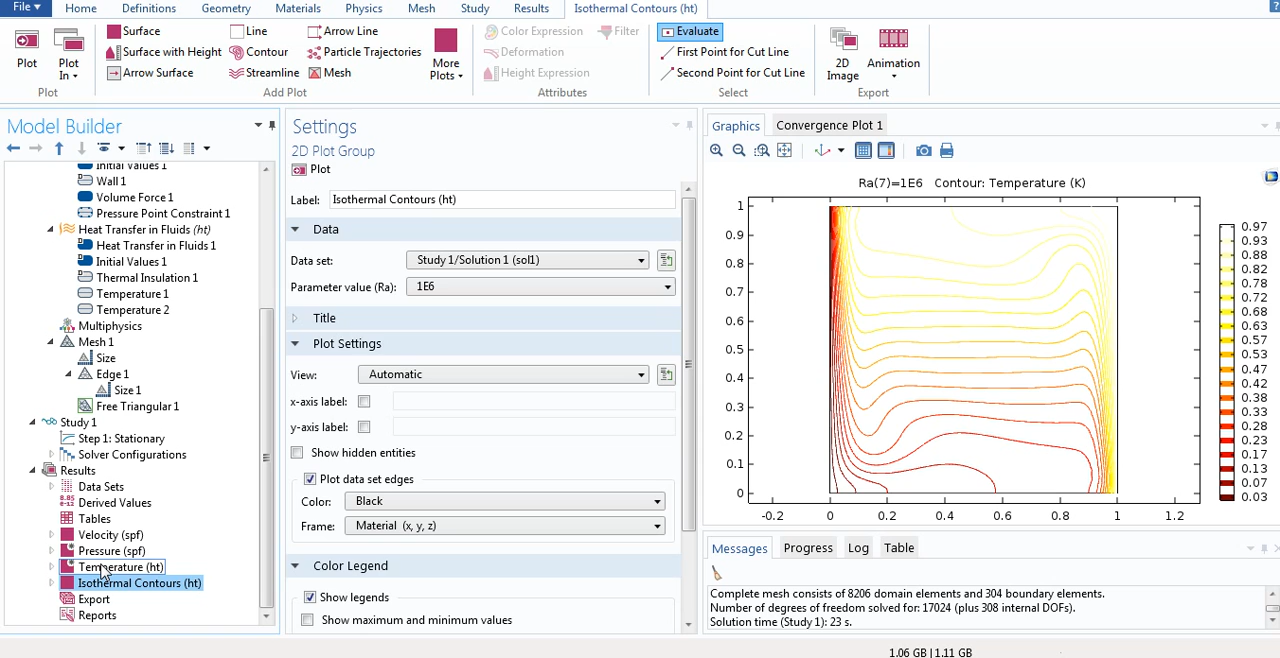 File
Home
Definitions
Geometry
Materials
Physics
Mesh
Study
Results
Isothermal Contours (ht)
Plot
Plot In
Plot
Surface
Surface with Height
Arrow Surface
Line
Contour
Streamline
Arrow Line
Particle Trajectories
Mesh
More Plots
Add Plot
Color Expression
Deformation
Height Expression
Filter
Attributes
Evaluate
First Point for Cut Line
Second Point for Cut Line
Select
2D Image
Animation
Export
Model Builder
Initial Values 1
Wall 1
Volume Force 1
Pressure Point Constraint 1
Heat Transfer in Fluids (ht)
Heat Transfer in Fluids 1
Initial Values 1
Thermal Insulation 1
Temperature 1
Temperature 2
Multiphysics
Mesh 1
Size
Edge 1
Size 1
Free Triangular 1
Study 1
Step 1: Stationary
Solver Configurations
Results
Data Sets
8.85
e-12
Derived Values
Tables
Velocity (spf)
Pressure (spf)
Temperature (ht)
Isothermal Contours (ht)
Export
Reports
Settings
2D Plot Group
Plot
Label: Isothermal Contours (ht)
Data
Data set: Study 1/Solution 1 (sol1)
Parameter value (Ra): 1E6
Title
Plot Settings
View: Automatic
x-axis label:
y-axis label:
Show hidden entities
Plot data set edges
Color: Black
Frame: Material (x, y, z)
Color Legend
Show legends
Show maximum and minimum values
Graphics
Convergence Plot 1
Ra(7)=1E6 Contour: Temperature (K)
1
0.9
0.8
0.7
0.6
0.5
0.4
0.3
0.2
0.1
0
-0.2 0 0.2 0.4 0.6 0.8 1 1.2
0.97
0.93
0.88
0.82
0.78
0.72
0.68
0.63
0.57
0.53
0.47
0.42
0.38
0.33
0.28
0.23
0.17
0.13
0.07
0.03
Messages
Progress
Log
Table
Complete mesh consists of 8206 domain elements and 304 boundary elements.
Number of degrees of freedom solved for: 17024 (plus 308 internal DOFs).
Solution time (Study 1): 23 s.
1.06 GB | 1.11 GB